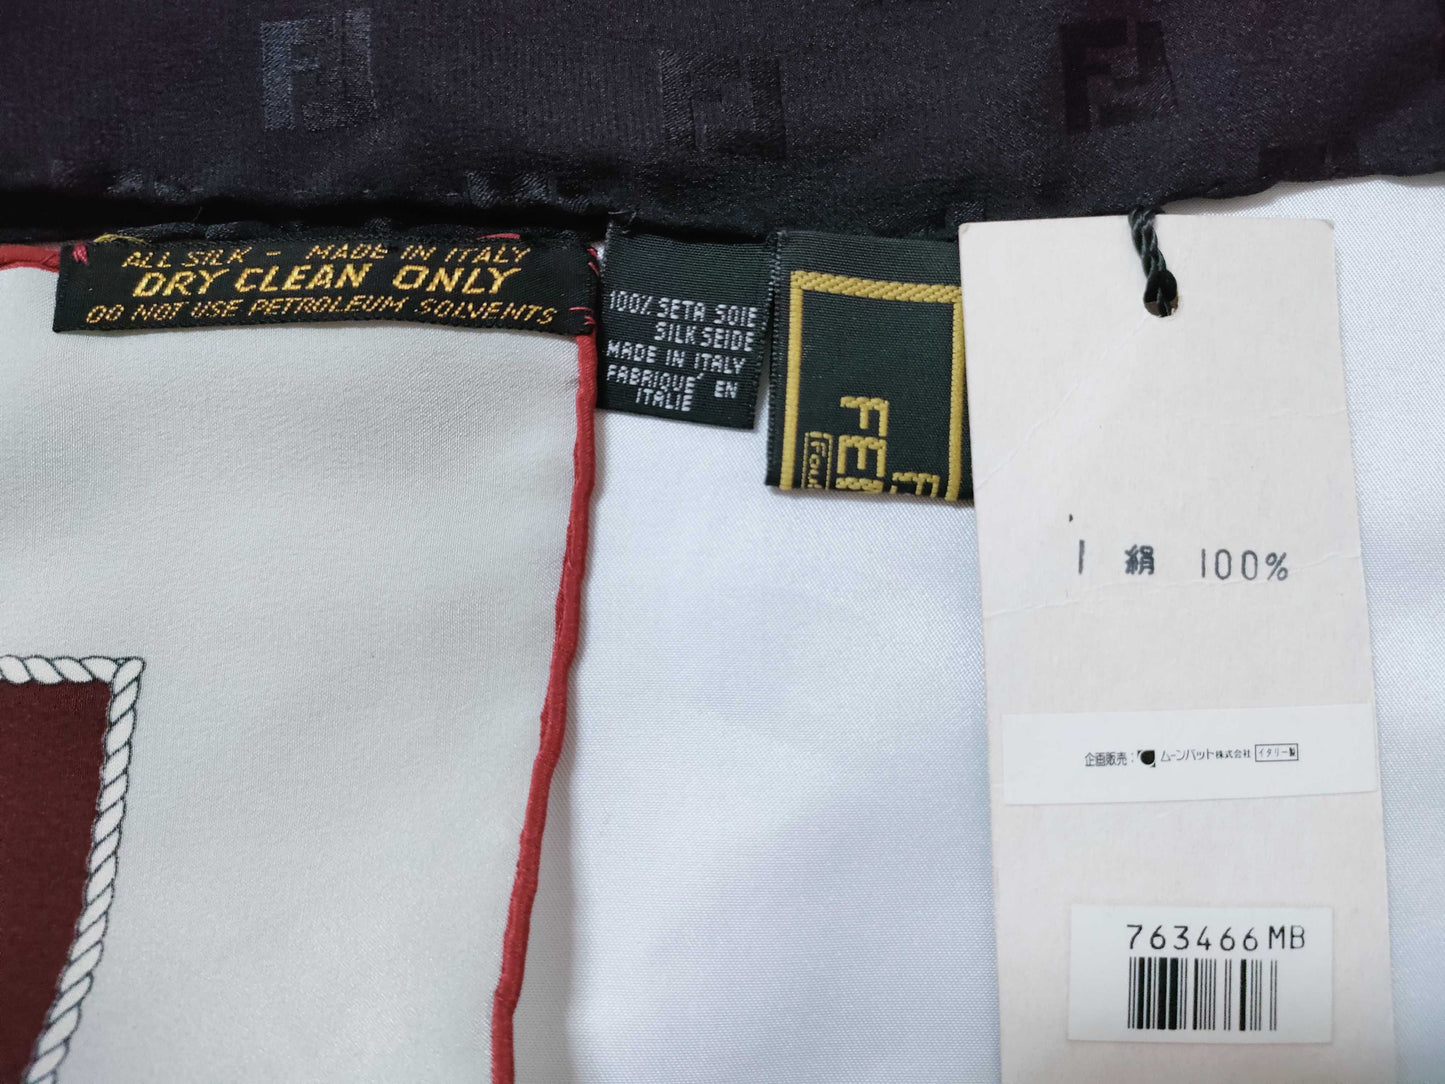 ALL SILK - MADE IN ITALY
DRY CLEAN ONLY
DO NOT USE PETROLEUM SOLVENTS
100% SETA SOIE
SILK SEIDE
MADE IN ITALY
FABRIQUE' EN
ITALIE
1 絹 100%
企画販売: ムーンバット株式会社 イタリー製
763466MB